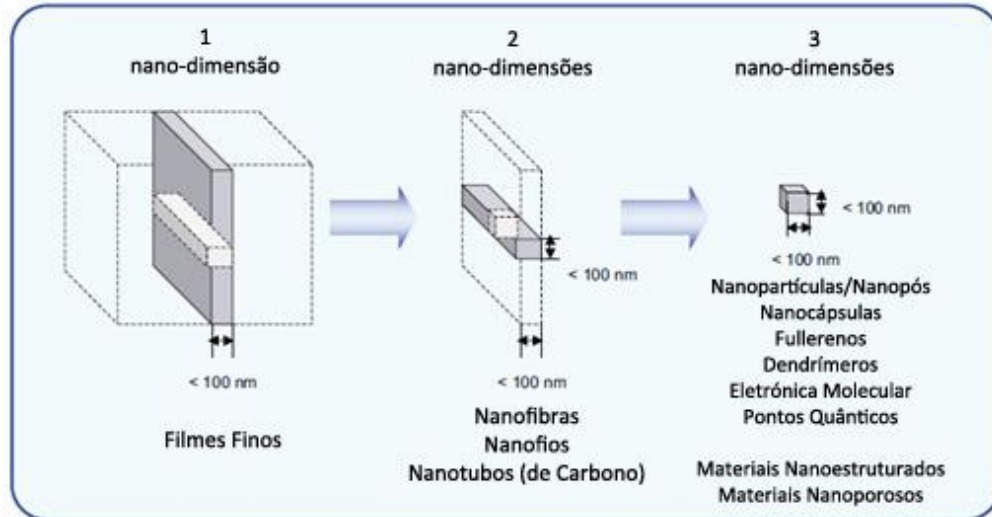 1
nano-dimensão
< 100 nm
Filmes Finos
2
nano-dimensões
< 100 nm
< 100 nm
Nanofibras
Nanofios
Nanotubos (de Carbono)
3
nano-dimensões
< 100 nm
< 100 nm
Nanopartículas/Nanopós
Nanocápsulas
Fullerenos
Dendrímeros
Eletrónica Molecular
Pontos Quânticos
Materiais Nanoestruturados
Materiais Nanoporosos